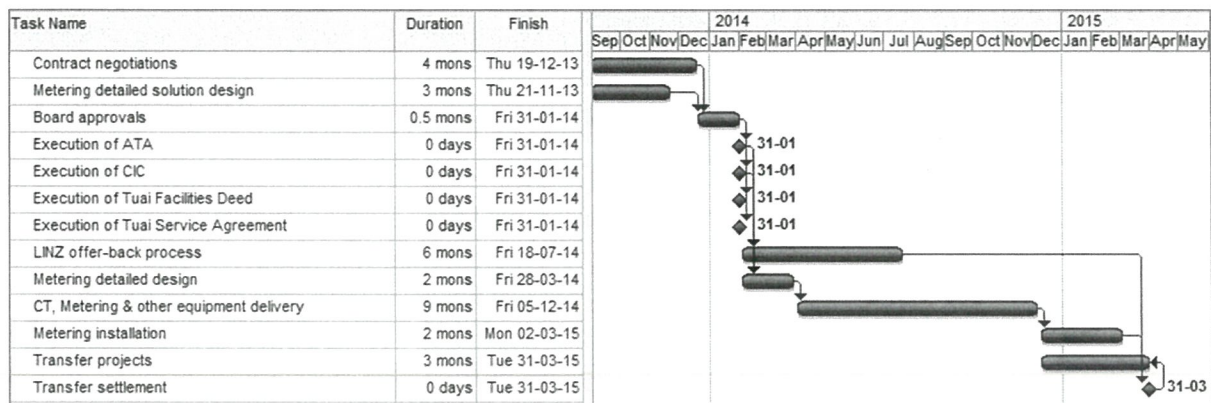 Task Name Duration Finish 2014 2015
Sep Oct Nov Dec Jan Feb Mar Apr May Jun Jul Aug Sep Oct Nov Dec Jan Feb Mar Apr May
Contract negotiations 4 mons Thu 19-12-13
Metering detailed solution design 3 mons Thu 21-11-13
Board approvals 0.5 mons Fri 31-01-14
Execution of ATA 0 days Fri 31-01-14 31-01
Execution of CIC 0 days Fri 31-01-14 31-01
Execution of Tuai Facilities Deed 0 days Fri 31-01-14 31-01
Execution of Tuai Service Agreement 0 days Fri 31-01-14 31-01
LINZ offer-back process 6 mons Fri 18-07-14
Metering detailed design 2 mons Fri 28-03-14
CT, Metering & other equipment delivery 9 mons Fri 05-12-14
Metering installation 2 mons Mon 02-03-15
Transfer projects 3 mons Tue 31-03-15
Transfer settlement 0 days Tue 31-03-15 31-03